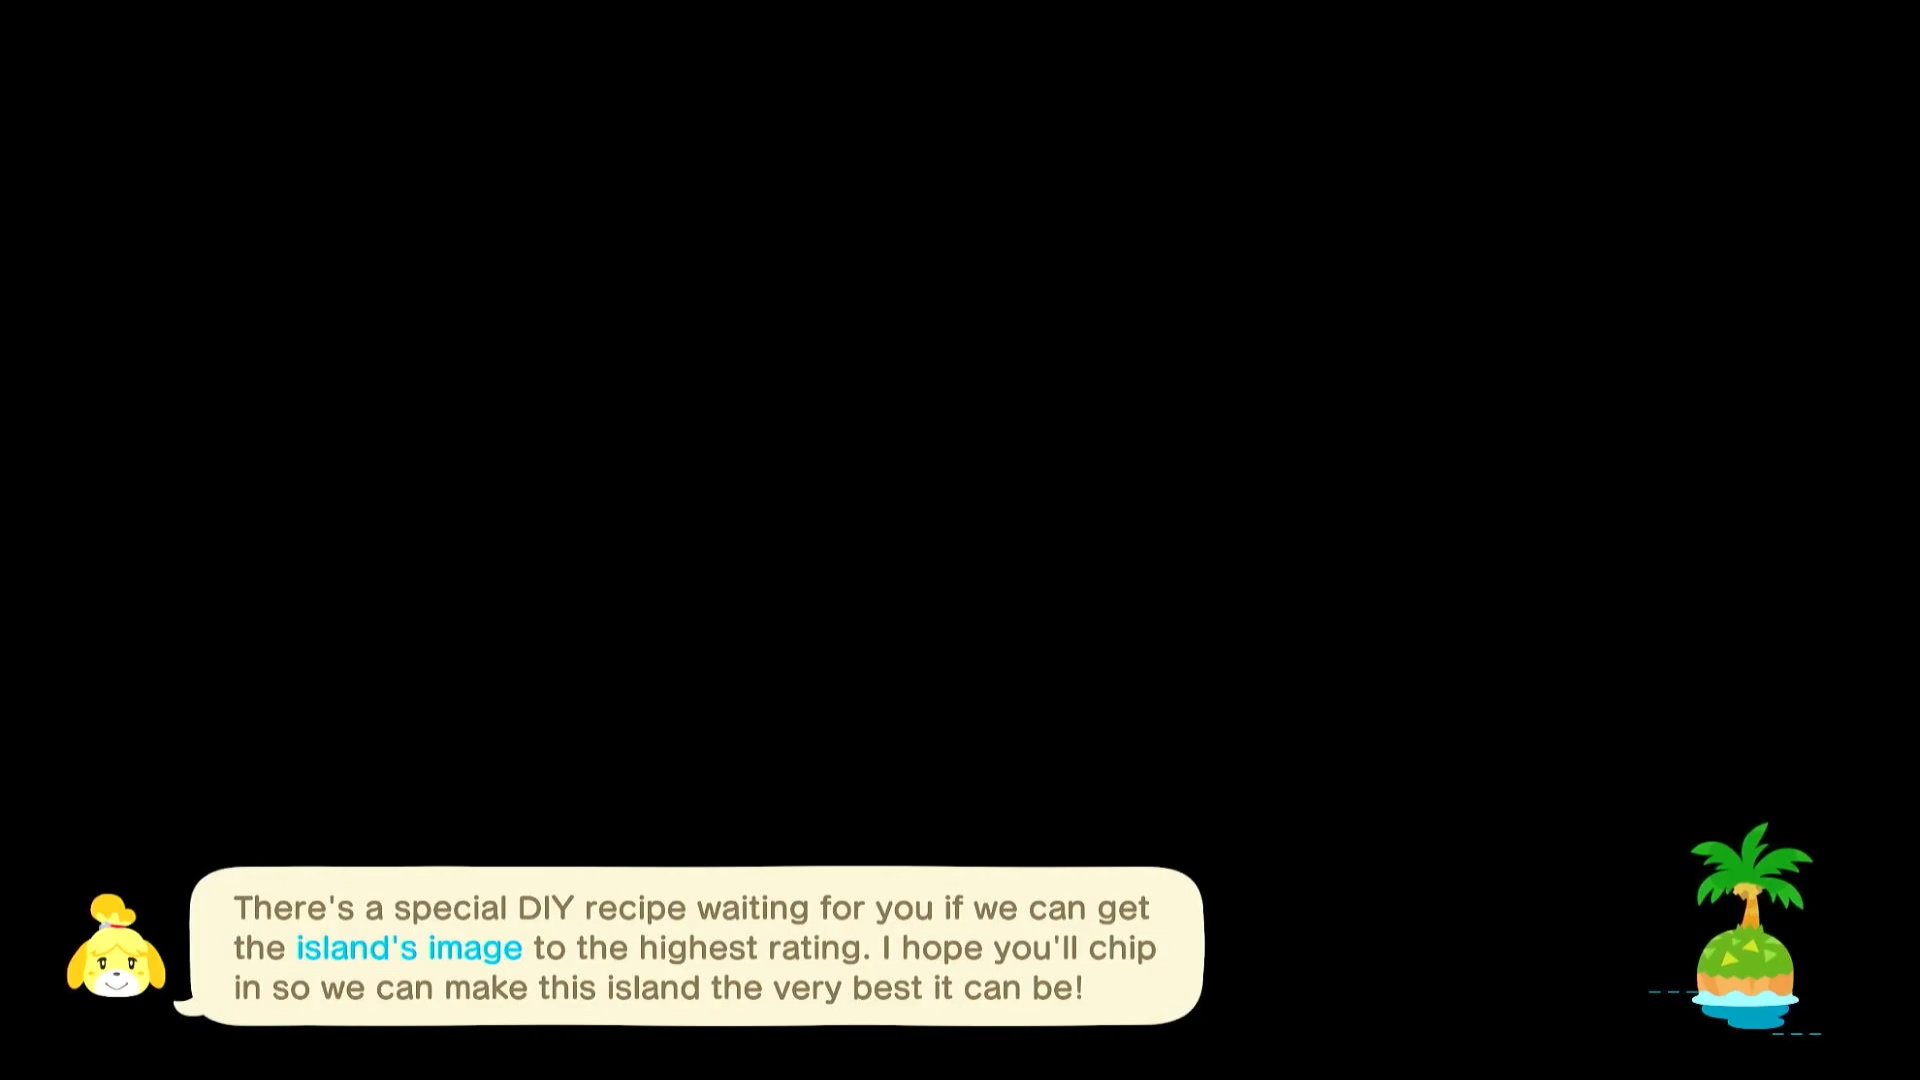 There's a special DIY recipe waiting for you if we can get
the island's image to the highest rating. I hope you'll chip
in so we can make this island the very best it can be!